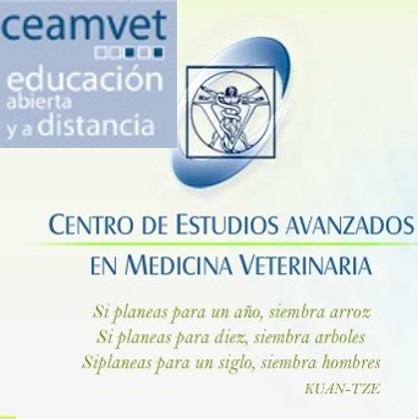 ceamvet
educación
abierta
y a distancia
CENTRO DE ESTUDIOS AVANZADOS
EN MEDICINA VETERINARIA
Si planeas para un año, siembra arroz
Si planeas para diez, siembra arboles
Siplaneas para un siglo, siembra hombres
KUAN-TZE